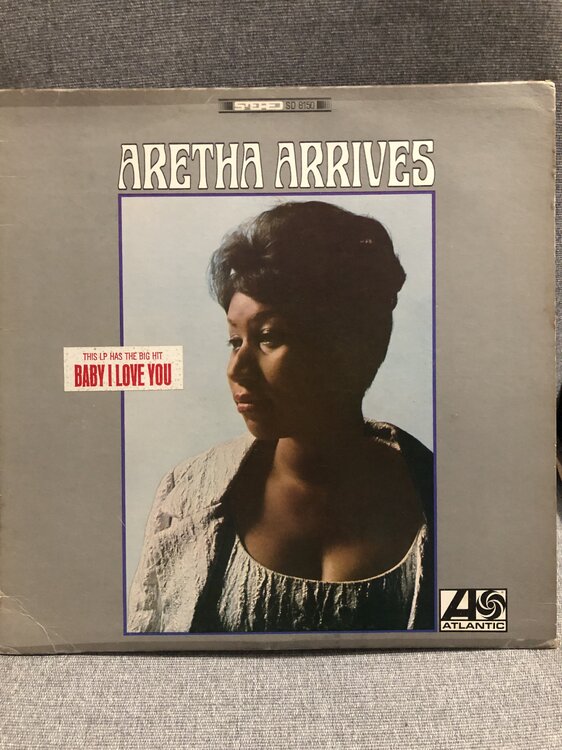 STEREO SD 8150
ARETHA ARRIVES
THIS LP HAS THE BIG HIT
BABY I LOVE YOU
ATLANTIC